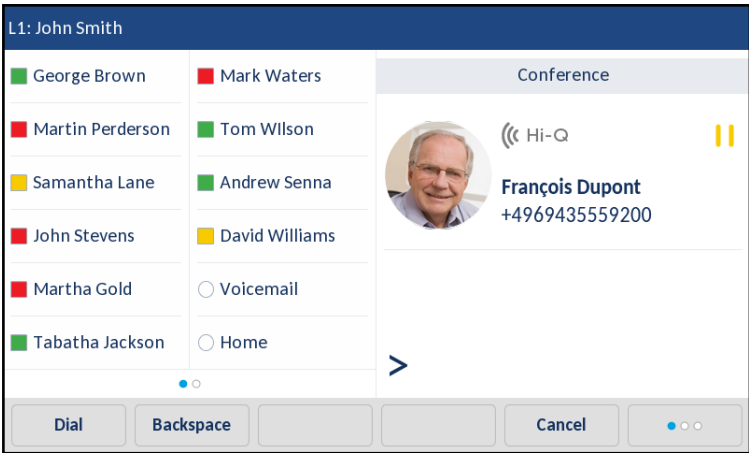 L1: John Smith
George Brown
Mark Waters
Martin Perderson
Tom WIlson
Samantha Lane
Andrew Senna
John Stevens
David Williams
Martha Gold
Voicemail
Tabatha Jackson
Home
Conference
Hi-Q
François Dupont
+4969435559200
>
Dial
Backspace
Cancel